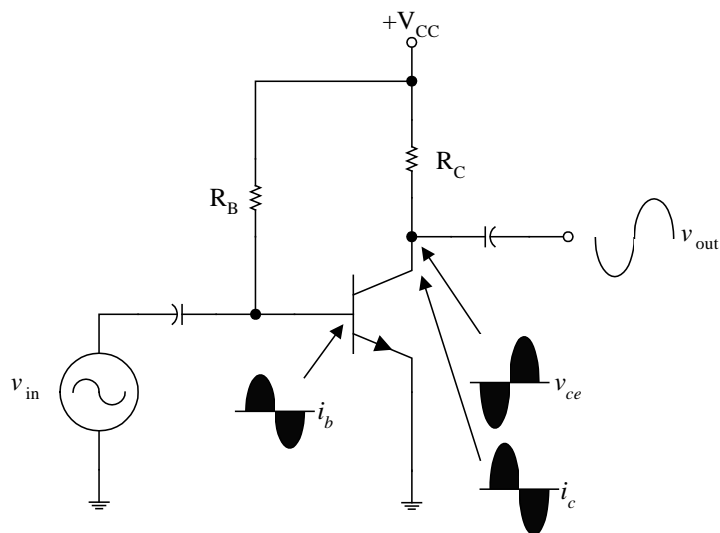 +V_CC
R_C
R_B
v_out
v_in
v_ce
i_b
i_c